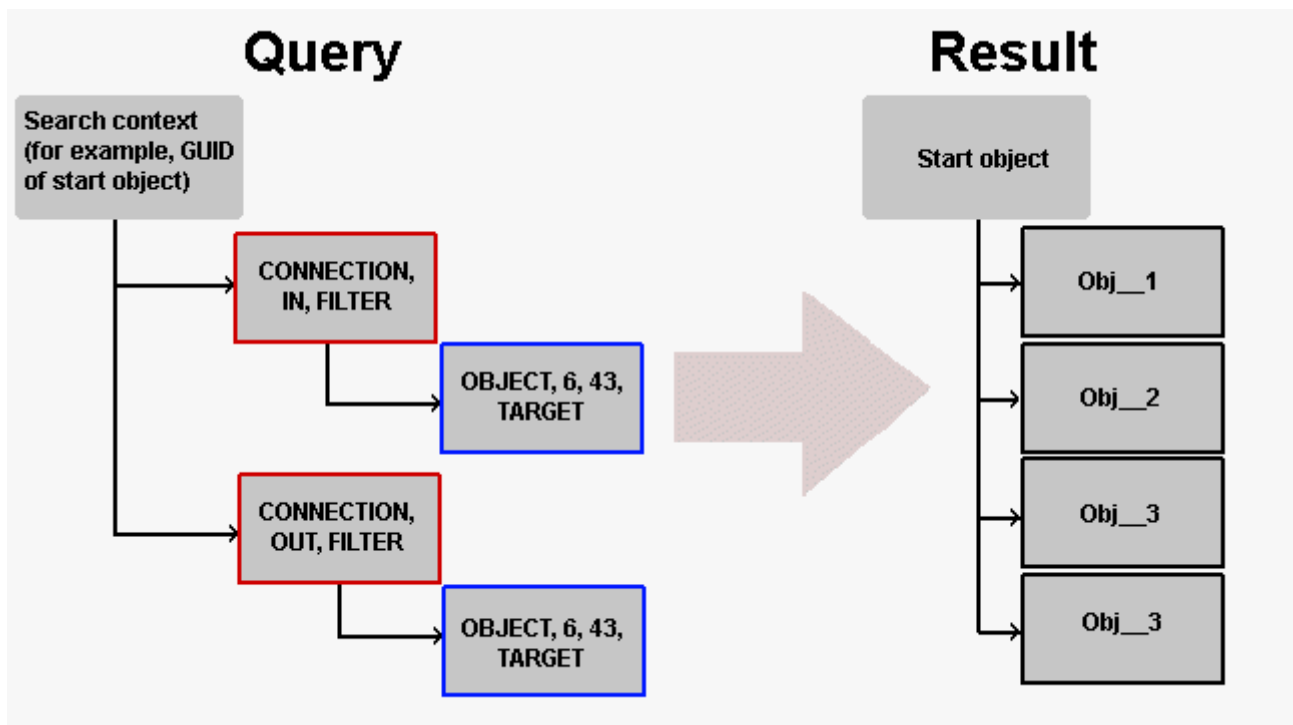 Query
Search context
(for example, GUID
of start object)
CONNECTION,
IN, FILTER
OBJECT, 6, 43,
TARGET
CONNECTION,
OUT, FILTER
OBJECT, 6, 43,
TARGET
Result
Start object
Obj__1
Obj__2
Obj__3
Obj__3